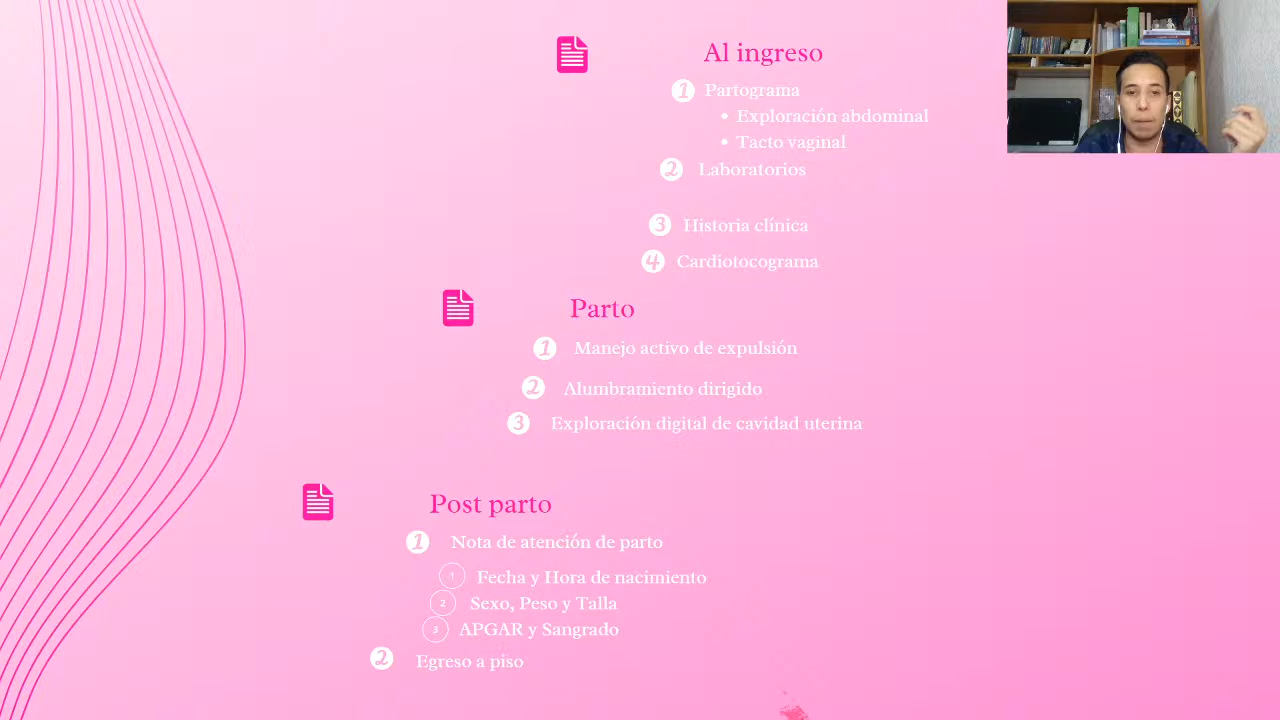 Al ingreso
1 Partograma
• Exploración abdominal
• Tacto vaginal
2 Laboratorios
3 Historia clínica
4 Cardiotocograma
Parto
1 Manejo activo de expulsión
2 Alumbramiento dirigido
3 Exploración digital de cavidad uterina
Post parto
1 Nota de atención de parto
1 Fecha y Hora de nacimiento
2 Sexo, Peso y Talla
3 APGAR y Sangrado
2 Egreso a piso